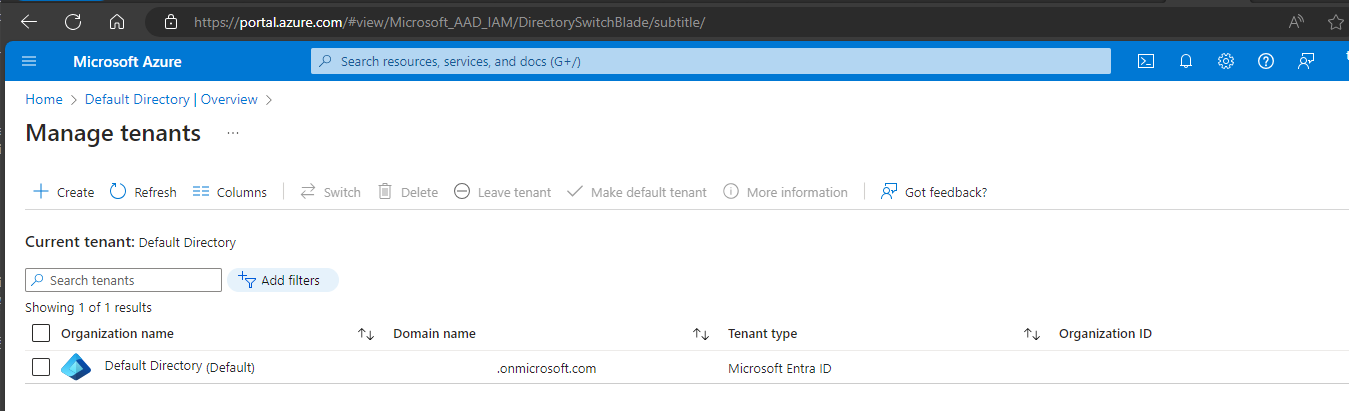 https://portal.azure.com/#view/Microsoft_AAD_IAM/DirectorySwitchBlade/subtitle/
Microsoft Azure
Search resources, services, and docs (G+/)
Home > Default Directory | Overview >
Manage tenants ...
Create Refresh Columns Switch Delete Leave tenant Make default tenant More information Got feedback?
Current tenant: Default Directory
Search tenants Add filters
Showing 1 of 1 results
Organization name Domain name Tenant type Organization ID
Default Directory (Default) .onmicrosoft.com Microsoft Entra ID